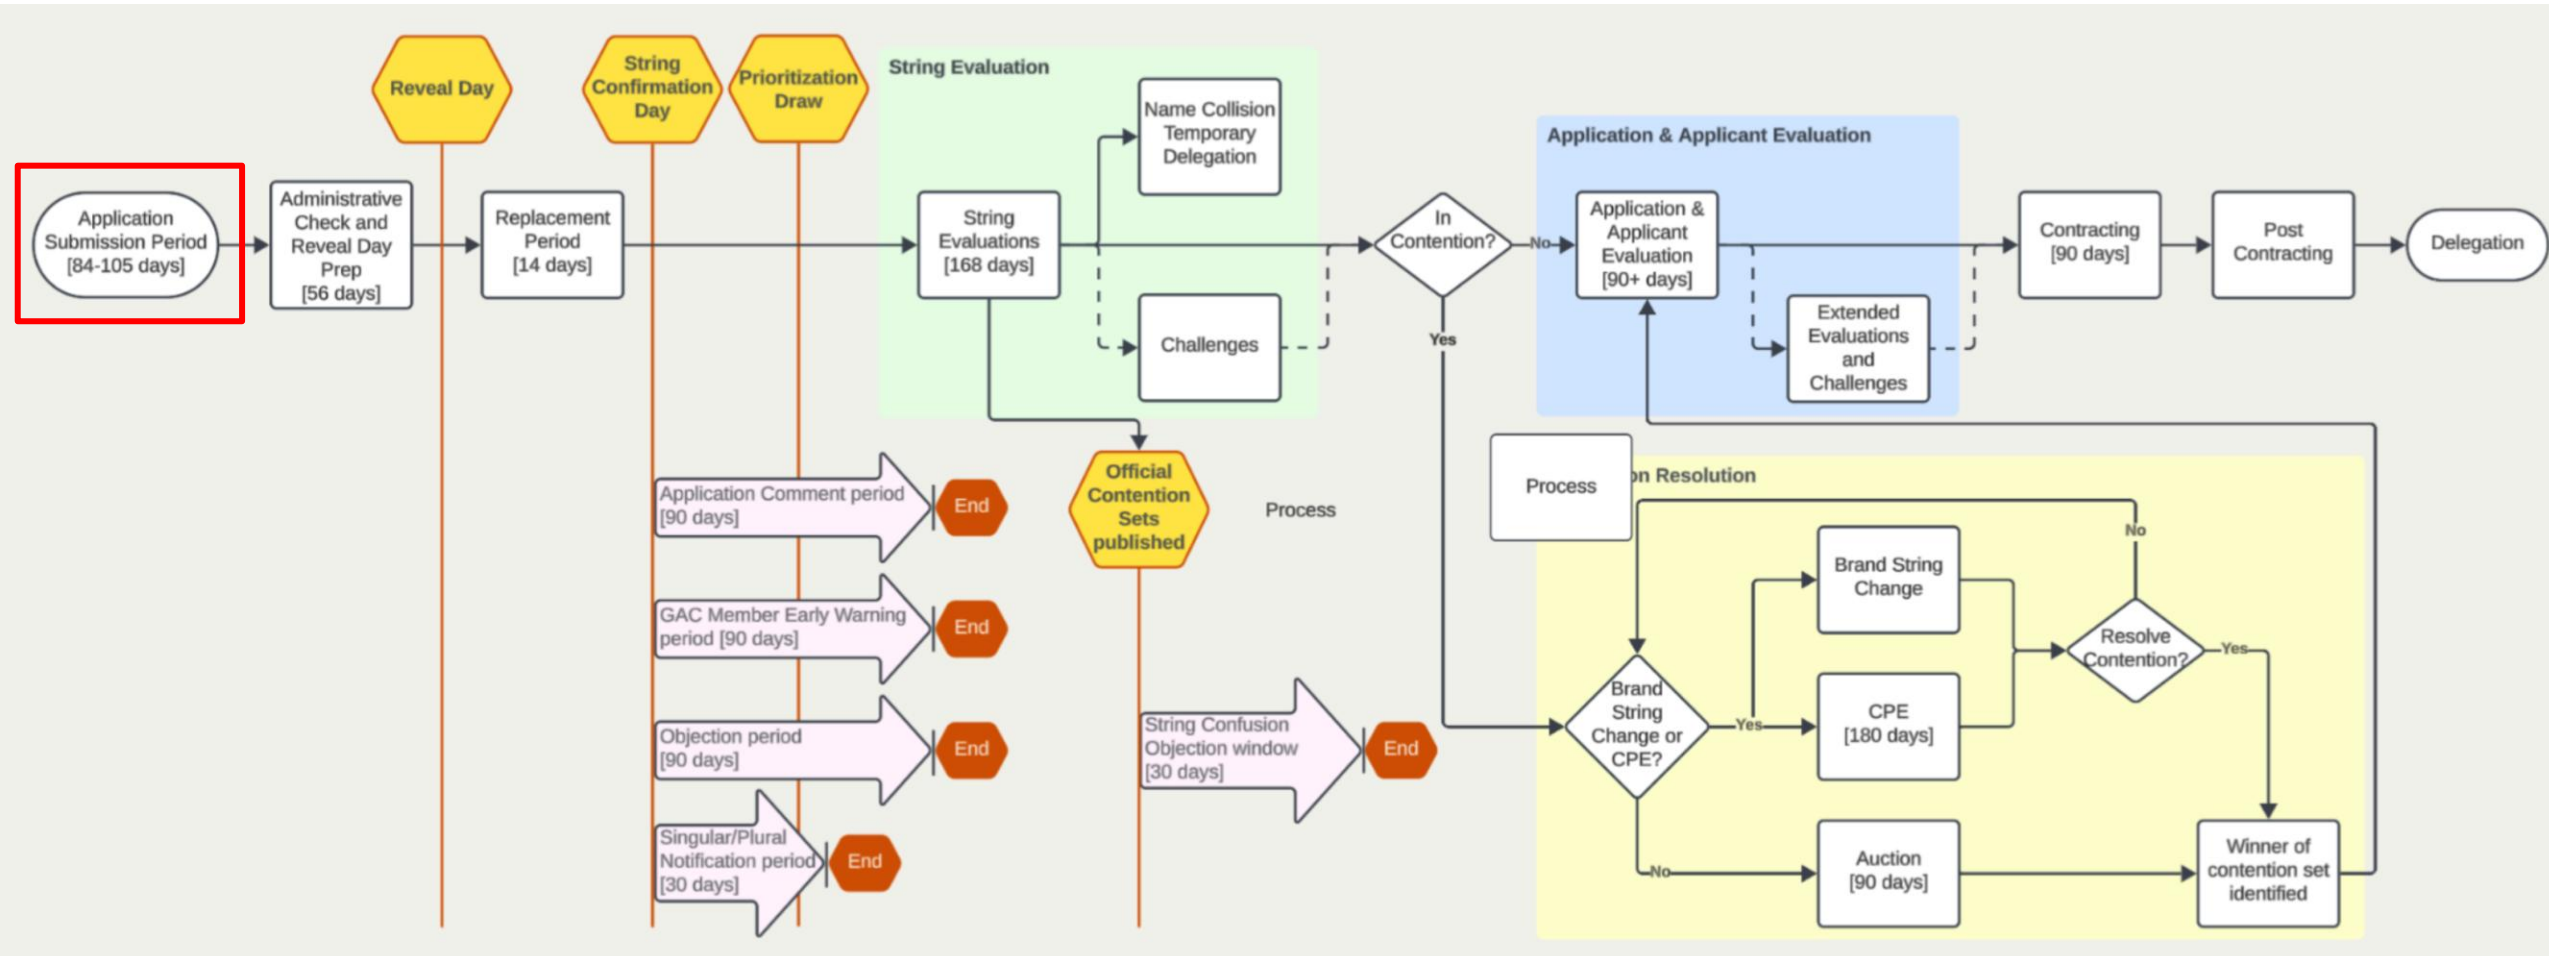 Reveal Day
String
Confirmation
Day
Prioritization
Draw
String Evaluation
Name Collision
Temporary
Delegation
Application & Applicant Evaluation
Application
Submission Period
[84-105 days]
Administrative
Check and
Reveal Day
Prep
[56 days]
Replacement
Period
[14 days]
String
Evaluations
[168 days]
Challenges
In
Contention?
No
Yes
Application &
Applicant
Evaluation
[90+ days]
Extended
Evaluations
and
Challenges
Contracting
[90 days]
Post
Contracting
Delegation
Application Comment period
[90 days]
End
GAC Member Early Warning
period [90 days]
End
Objection period
[90 days]
End
Singular/Plural
Notification period
[30 days]
End
Official
Contention
Sets
published
Process
String Confusion
Objection window
[30 days]
End
Process
on Resolution
Brand
String
Change or
CPE?
Yes
No
Brand String
Change
CPE
[180 days]
Auction
[90 days]
Resolve
Contention?
No
Yes
Winner of
contention set
identified